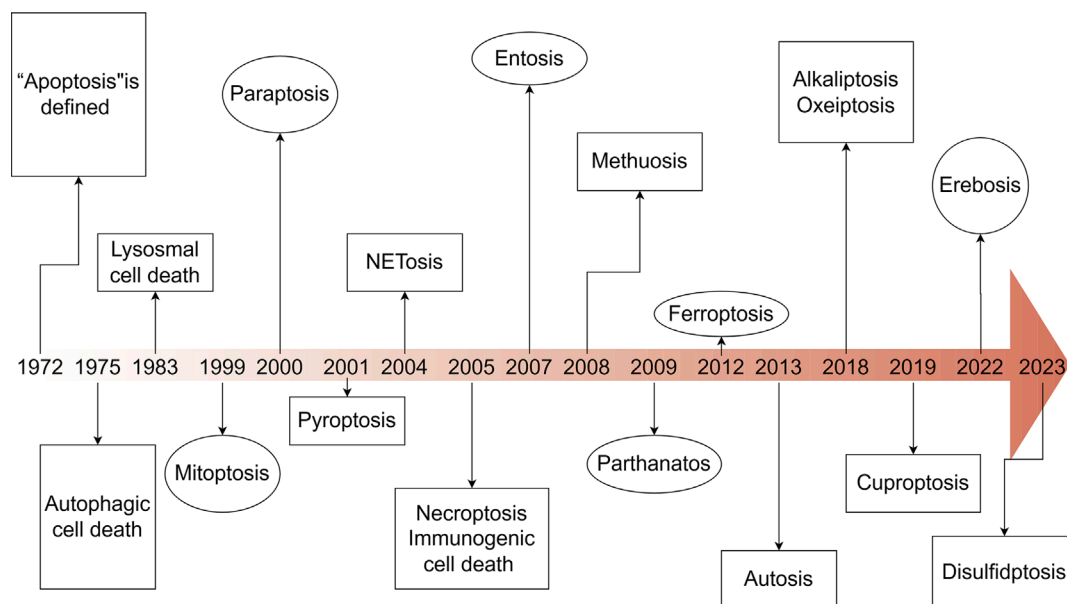 “Apoptosis"is
defined
Paraptosis
Entosis
Alkaliptosis
Oxeiptosis
Methuosis
Erebosis
Lysosmal
cell death
NETosis
Ferroptosis
1972 1975 1983 1999 2000 2001 2004 2005 2007 2008 2009 2012 2013 2018 2019 2022 2023
Pyroptosis
Mitoptosis
Parthanatos
Cuproptosis
Autophagic
cell death
Necroptosis
Immunogenic
cell death
Autosis
Disulfidptosis